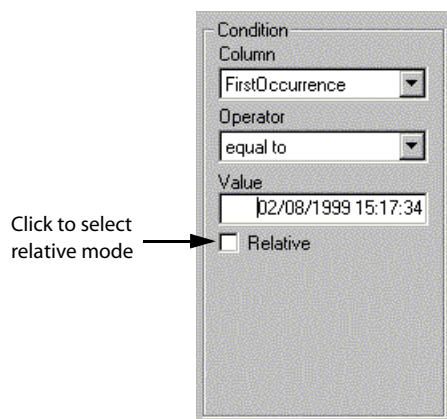 Condition
Column
FirstOccurrence
Operator
equal to
Value
02/08/1999 15:17:34
Click to select
relative mode
Relative